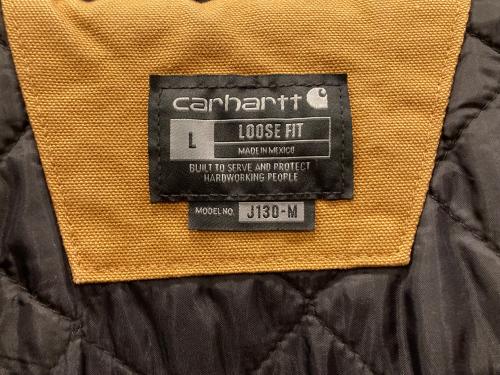 carhartt
L LOOSE FIT
MADE IN MEXICO
BUILT TO SERVE AND PROTECT
HARDWORKING PEOPLE
MODEL NO. J130-M